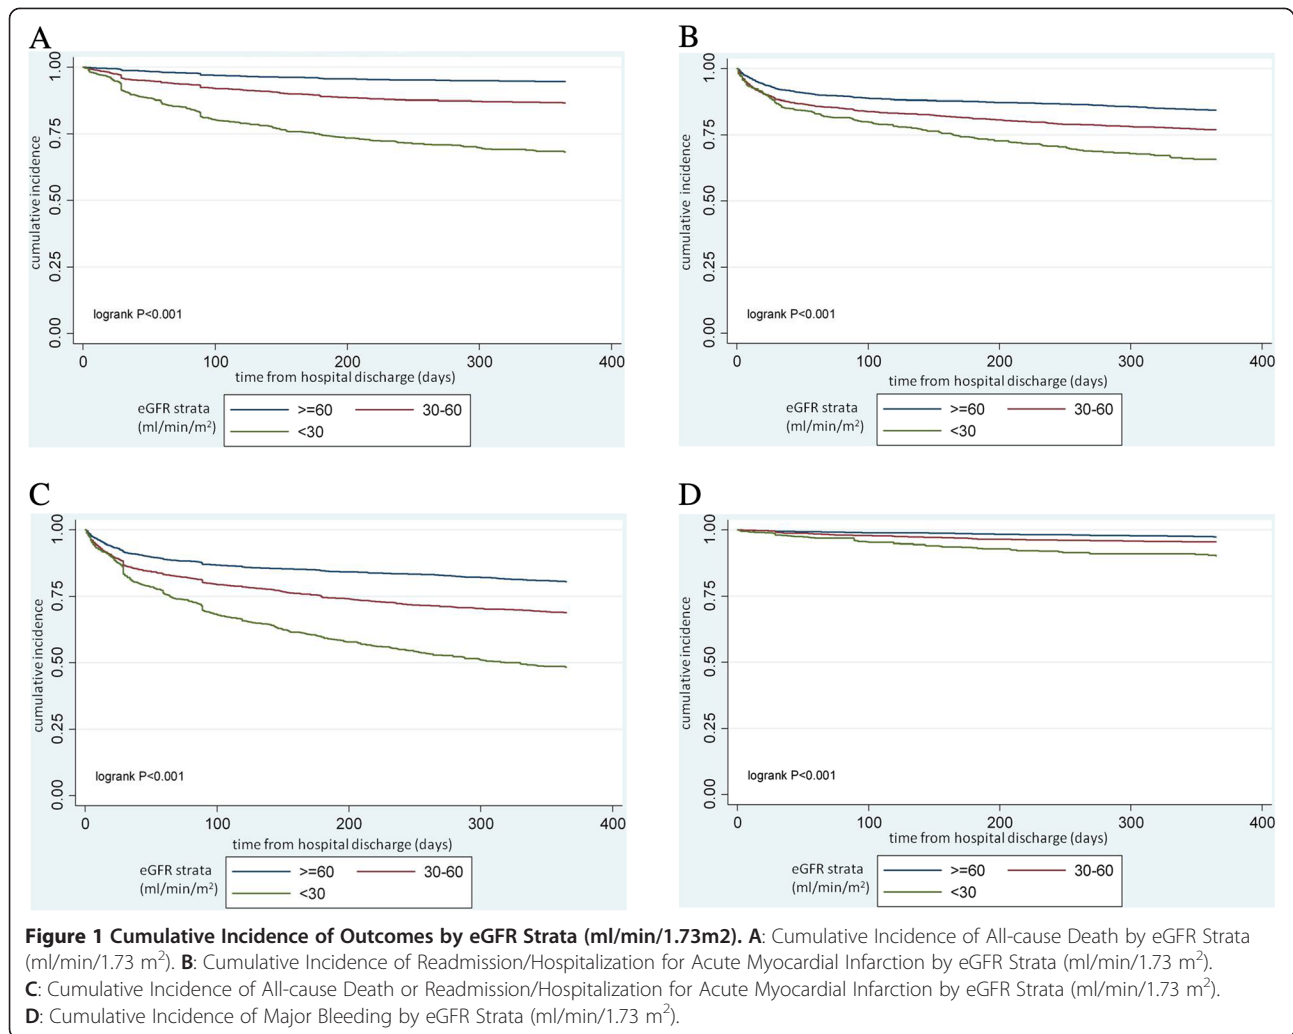 A
cumulative incidence
1.00
0.75
0.50
0.25
0.00
logrank P<0.001
0 100 200 300 400
time from hospital discharge (days)
eGFR strata
(ml/min/m²)
>=60 30-60
<30
B
cumulative incidence
1.00
0.75
0.50
0.25
0.00
logrank P<0.001
0 100 200 300 400
time from hospital discharge (days)
eGFR strata
(ml/min/m²)
>=60 30-60
<30
C
cumulative incidence
1.00
0.75
0.50
0.25
0.00
logrank P<0.001
0 100 200 300 400
time from hospital discharge (days)
eGFR strata
(ml/min/m²)
>=60 30-60
<30
D
cumulative incidence
1.00
0.75
0.50
0.25
0.00
logrank P<0.001
0 100 200 300 400
time from hospital discharge (days)
eGFR strata
(ml/min/m²)
>=60 30-60
<30
Figure 1 Cumulative Incidence of Outcomes by eGFR Strata (ml/min/1.73m2). A: Cumulative Incidence of All-cause Death by eGFR Strata
(ml/min/1.73 m²). B: Cumulative Incidence of Readmission/Hospitalization for Acute Myocardial Infarction by eGFR Strata (ml/min/1.73 m²).
C: Cumulative Incidence of All-cause Death or Readmission/Hospitalization for Acute Myocardial Infarction by eGFR Strata (ml/min/1.73 m²).
D: Cumulative Incidence of Major Bleeding by eGFR Strata (ml/min/1.73 m²).